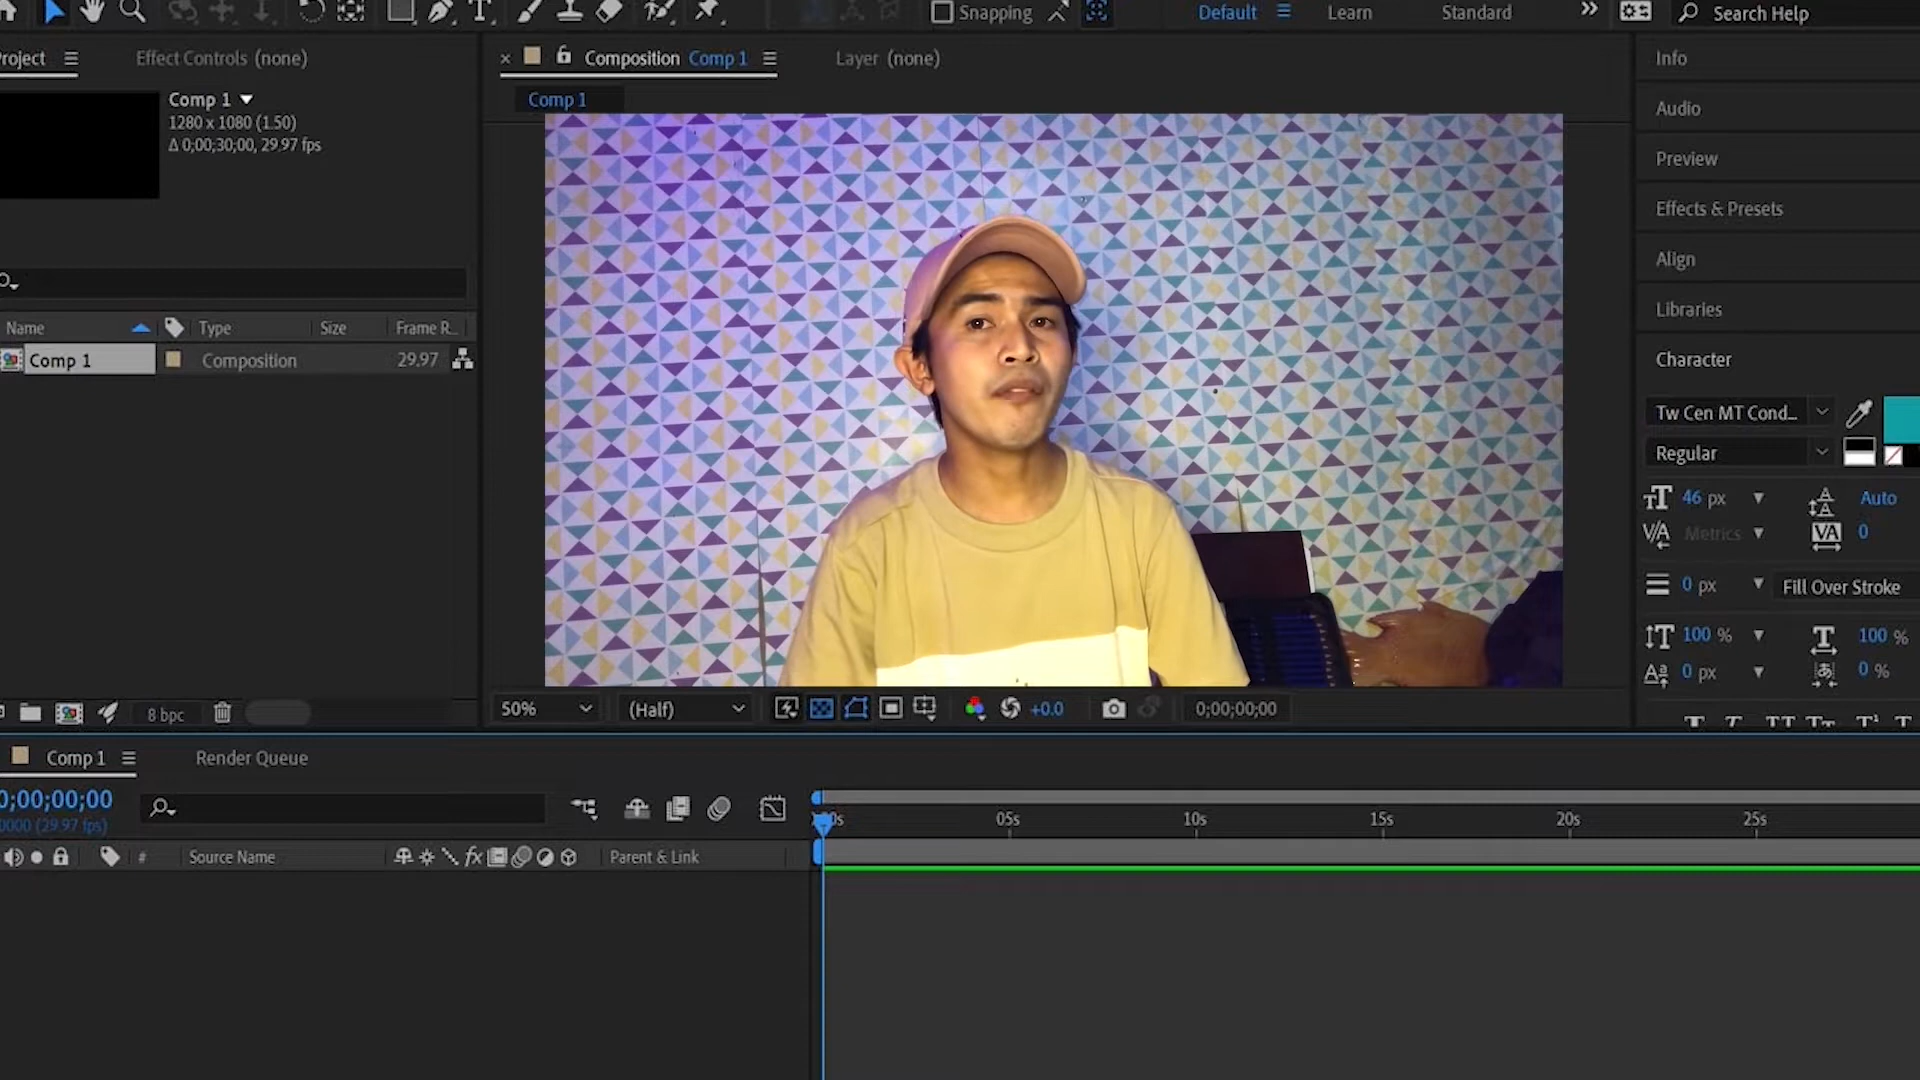 Snapping
Default
Learn
Standard
Search Help
Project
Effect Controls (none)
Composition Comp 1
Layer (none)
Info
Comp 1
1280 x 1080 (1.50)
Δ 0;00;30;00, 29.97 fps
Comp 1
Audio
Preview
Effects & Presets
Align
Libraries
Character
Name
Type
Size
Frame R...
Comp 1
Composition
29.97
Tw Cen MT Cond...
Regular
46 px
Auto
Metrics
0
0 px
Fill Over Stroke
100 %
100 %
0 px
0 %
8 bpc
50%
(Half)
+0.0
0;00;00;00
Comp 1
Render Queue
0;00;00;00
0000 (29.97 fps)
05s
10s
15s
20s
25s
#
Source Name
fx
Parent & Link